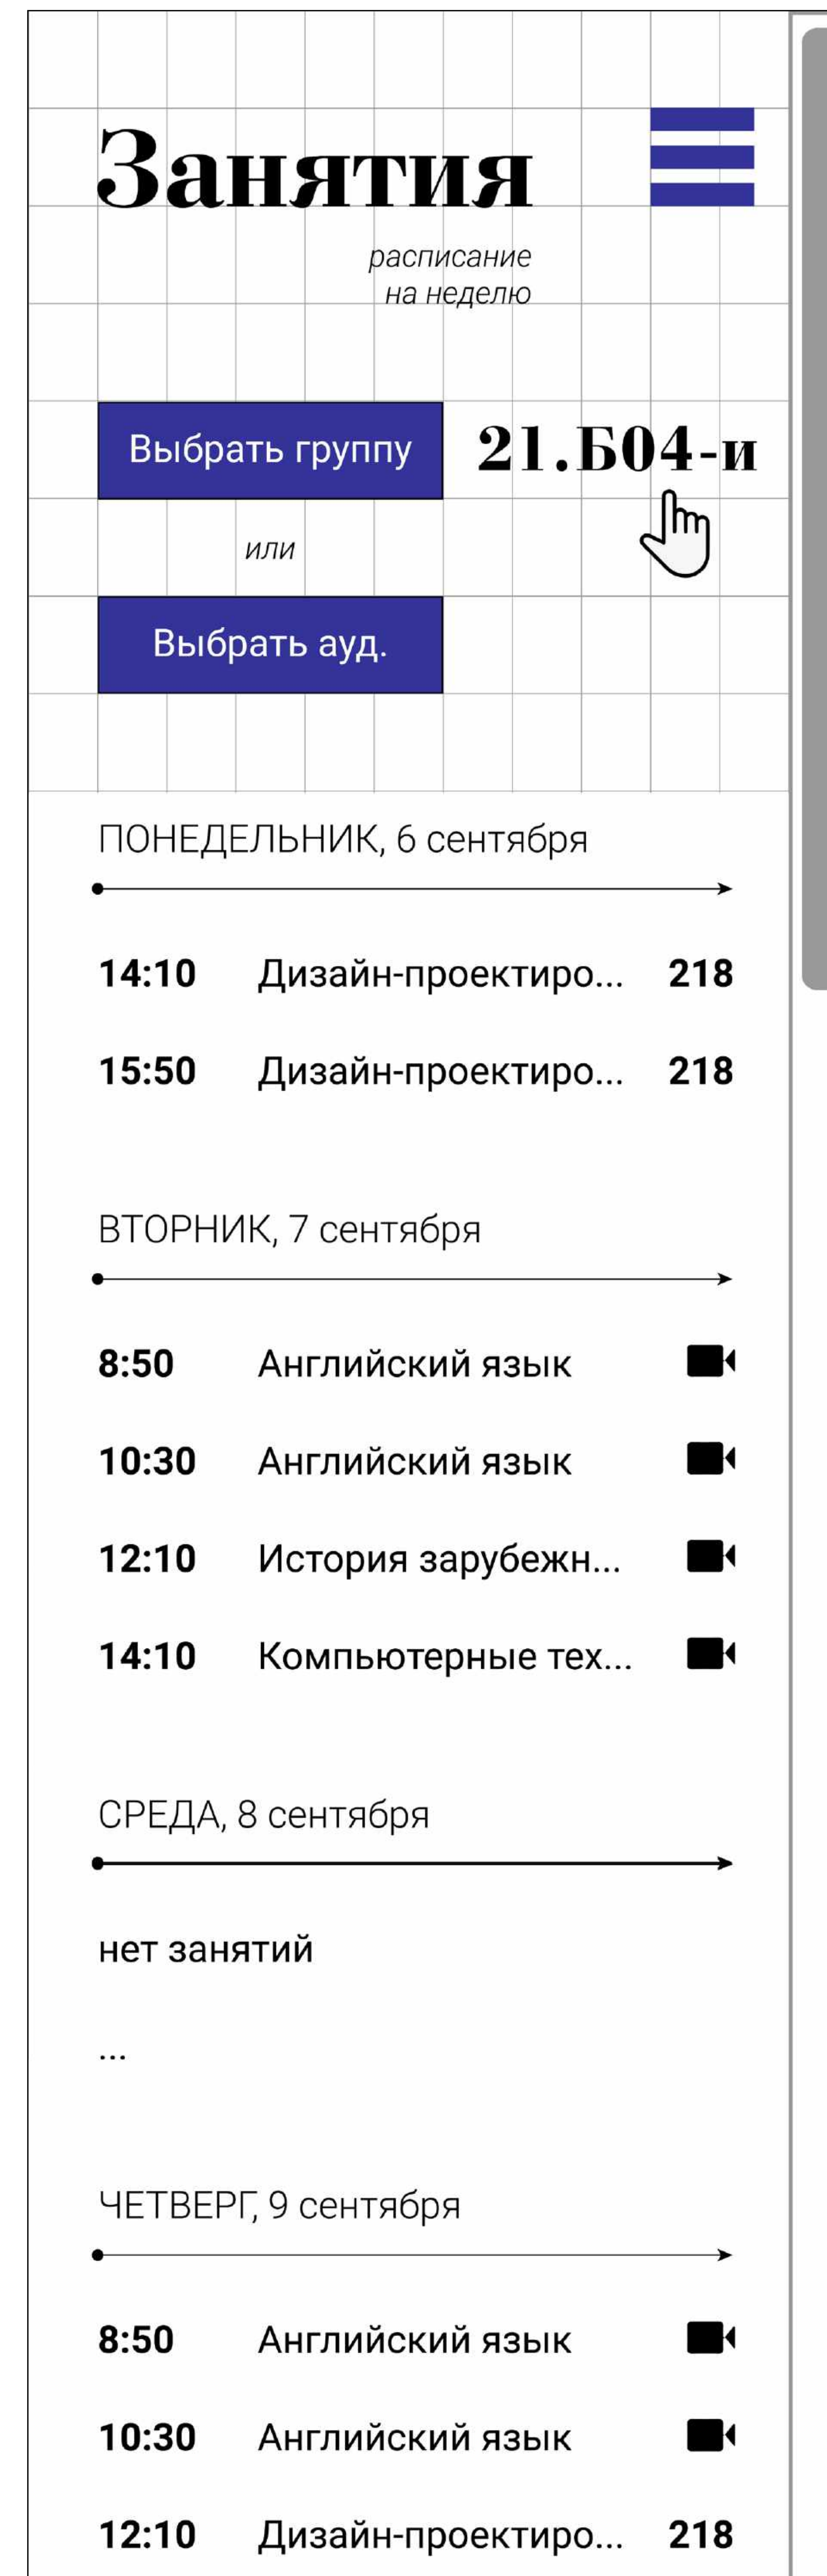 Занятия
расписание
на неделю
Выбрать группу 21.Б04-и
или
Выбрать ауд.
ПОНЕДЕЛЬНИК, 6 сентября
14:10 Дизайн-проектиро... 218
15:50 Дизайн-проектиро... 218
ВТОРНИК, 7 сентября
8:50 Английский язык
10:30 Английский язык
12:10 История зарубежн...
14:10 Компьютерные тех...
СРЕДА, 8 сентября
нет занятий
...
ЧЕТВЕРГ, 9 сентября
8:50 Английский язык
10:30 Английский язык
12:10 Дизайн-проектиро... 218